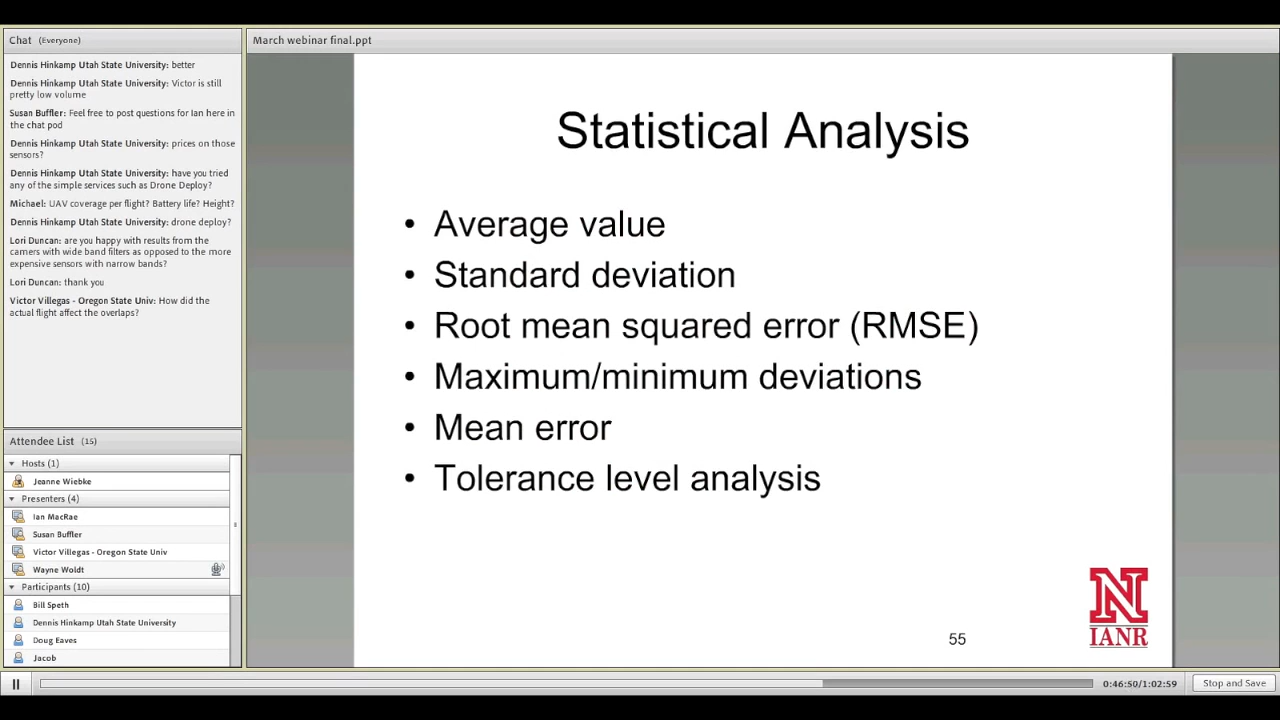 Chat (Everyone)
Dennis Hinkamp Utah State University: better
Dennis Hinkamp Utah State University: Victor is still
pretty low volume
Susan Buffler: Feel free to post questions for Ian here in
the chat pod
Dennis Hinkamp Utah State University: prices on those
sensors?
Dennis Hinkamp Utah State University: have you tried
any of the simple services such as Drone Deploy?
Michael: UAV coverage per flight? Battery life? Height?
Dennis Hinkamp Utah State University: drone deploy?
Lori Duncan: are you happy with results from the
camers with wide band filters as opposed to the more
expensive sensors with narrow bands?
Lori Duncan: thank you
Victor Villegas - Oregon State Univ: How did the
actual flight affect the overlaps?
Attendee List (15)
Hosts (1)
Jeanne Wiebke
Presenters (4)
Ian MacRae
Susan Buffler
Victor Villegas - Oregon State Univ
Wayne Woldt
Participants (10)
Bill Speth
Dennis Hinkamp Utah State University
Doug Eaves
Jacob
March webinar final.ppt
Statistical Analysis
• Average value
• Standard deviation
• Root mean squared error (RMSE)
• Maximum/minimum deviations
• Mean error
• Tolerance level analysis
55
N
IANR
0:46:50/1:02:59
Stop and Save